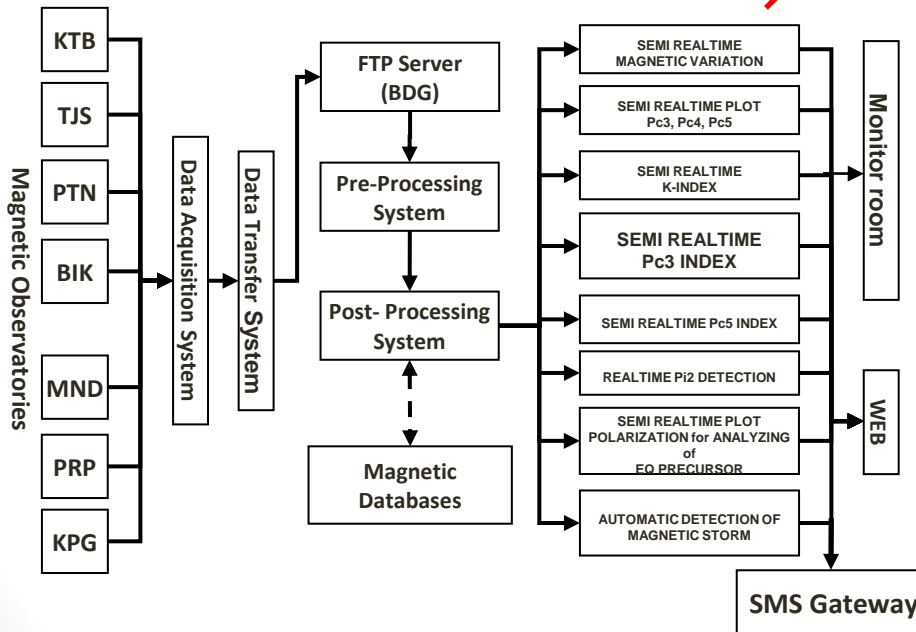 Magnetic Observatories
KTB
TJS
PTN
BIK
MND
PRP
KPG
Data Acquisition System
Data Transfer System
FTP Server
(BDG)
Pre-Processing
System
Post- Processing
System
Magnetic
Databases
SEMI REALTIME
MAGNETIC VARIATION
SEMI REALTIME PLOT
Pc3, Pc4, Pc5
SEMI REALTIME
K-INDEX
SEMI REALTIME
Pc3 INDEX
SEMI REALTIME Pc5 INDEX
REALTIME Pi2 DETECTION
SEMI REALTIME PLOT
POLARIZATION for ANALYZING
of
EQ PRECURSOR
AUTOMATIC DETECTION OF
MAGNETIC STORM
Monitor room
WEB
SMS Gateway